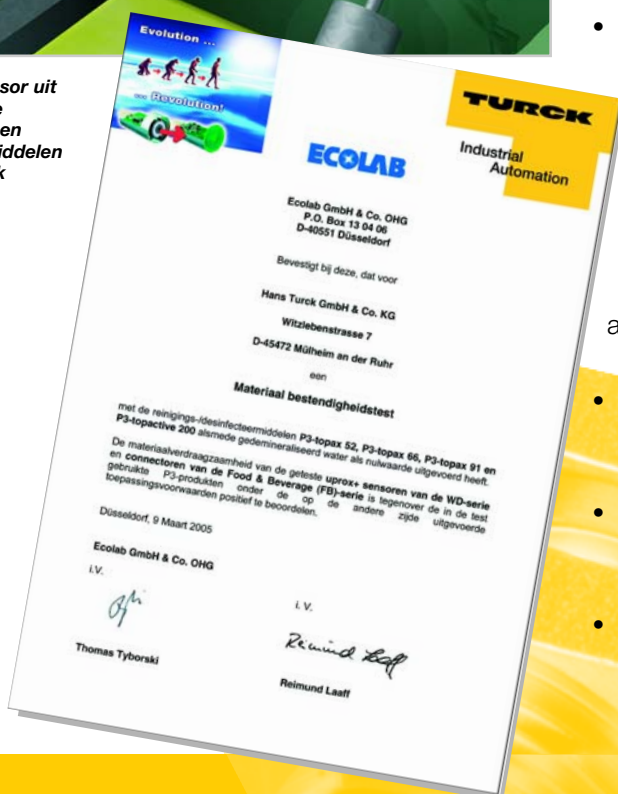 sor uit
e
en
iddelen
k
Evolution ...
... Revolution!
ECOLAB
TURCK
Industrial
Automation
Ecolab GmbH & Co. OHG
P.O. Box 13 04 06
D-40551 Düsseldorf
Bevestigt bij deze, dat voor
Hans Turck GmbH & Co. KG
Witzlebenstrasse 7
D-45472 Mülheim an der Ruhr
een
Materiaal bestendigheidstest
met de reinigings-/desinfecteermiddelen P3-topax 52, P3-topax 66, P3-topax 91 en
P3-topactive 200 alsmede gedemineraliseerd water als nulwaarde uitgevoerd heeft.
De materiaalverdraagzaamheid van de geteste uprox+ sensoren van de WD-serie
en connectoren van de Food & Beverage (FB)-serie is tegenover de in de test
gebruikte P3-produkten onder de op de andere zijde uitgevoerde
toepassingsvoorwaarden positief te beoordelen.
Düsseldorf, 9 Maart 2005
Ecolab GmbH & Co. OHG
i.V.
i. V.
Reimund Laaff
Thomas Tyborski
Reimund Laaff
a